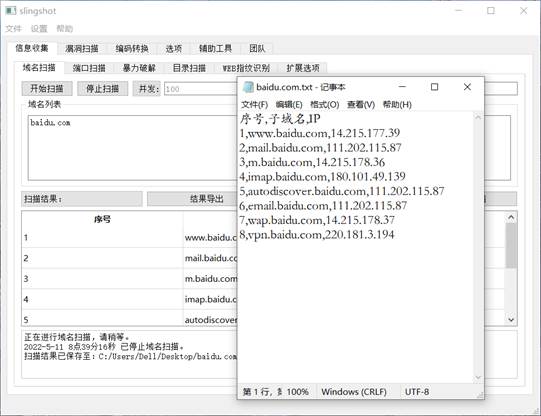 slingshot
文件 设置 帮助
信息收集 漏洞扫描 编码转换 选项 辅助工具 团队
域名扫描 端口扫描 暴力破解 目录扫描 WEB指纹识别 扩展选项
开始扫描 停止扫描 并发: 100
域名列表
baidu.com
扫描结果: 结果导出
序号
1 www.baidu.c
2 mail.baidu.co
3 m.baidu.com
4 imap.baidu.c
5 autodiscover
正在进行域名扫描，请稍等。
2022-5-11 8点39分16秒 已停止域名扫描。
扫描结果已保存至：C:/Users/Dell/Desktop/baidu.com
baidu.com.txt - 记事本
文件(F) 编辑(E) 格式(O) 查看(V) 帮助(H)
序号,子域名,IP
1,www.baidu.com,14.215.177.39
2,mail.baidu.com,111.202.115.87
3,m.baidu.com,14.215.178.36
4,imap.baidu.com,180.101.49.139
5,autodiscover.baidu.com,111.202.115.87
6,email.baidu.com,111.202.115.87
7,wap.baidu.com,14.215.178.37
8,vpn.baidu.com,220.181.3.194
第 1 行, 100% Windows (CRLF) UTF-8